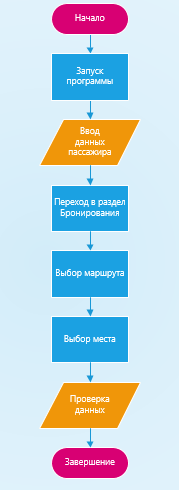 Начало
Запуск
программы
Ввод
данных
пассажира
Переход в раздел
Бронирования
Выбор маршрута
Выбор места
Проверка
данных
Завершение